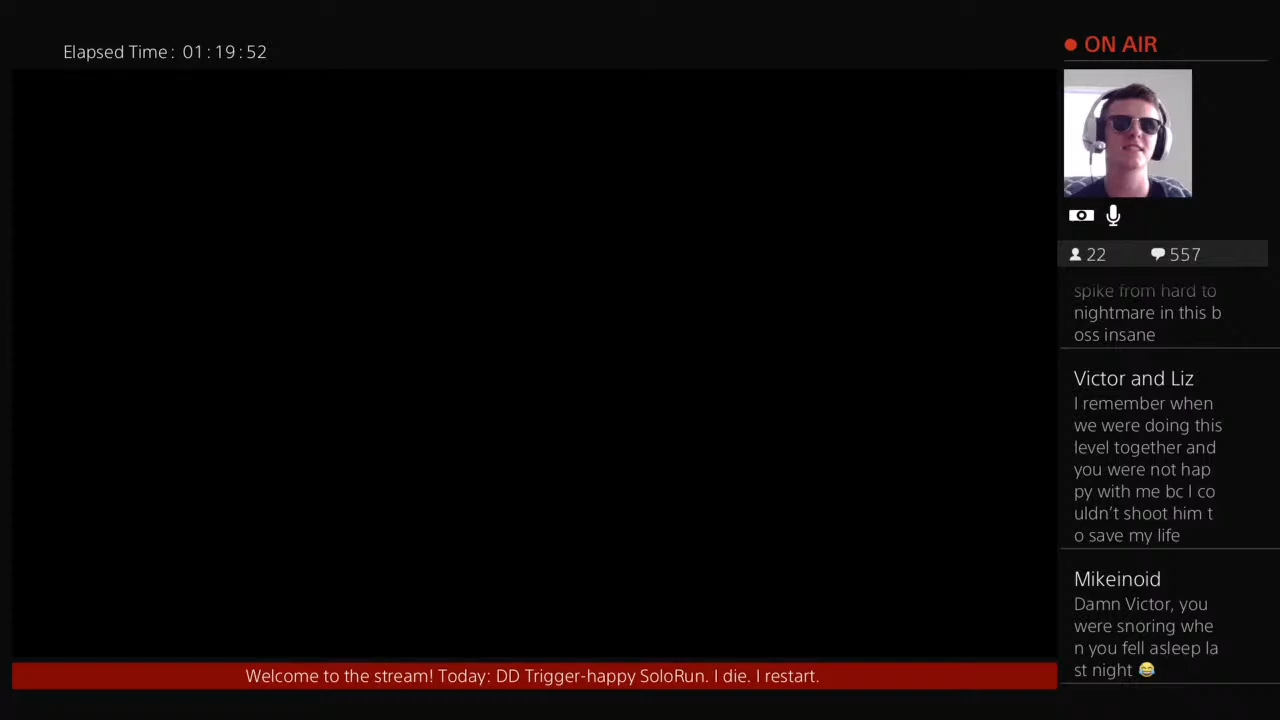 Elapsed Time: 01:19:52
ON AIR
22 557
spike from hard to
nightmare in this b
oss insane
Victor and Liz
I remember when
we were doing this
level together and
you were not hap
py with me bc I co
uldn't shoot him t
o save my life
Mikeinoid
Damn Victor, you
were snoring whe
n you fell asleep la
st night 😂
Welcome to the stream! Today: DD Trigger-happy SoloRun. I die. I restart.